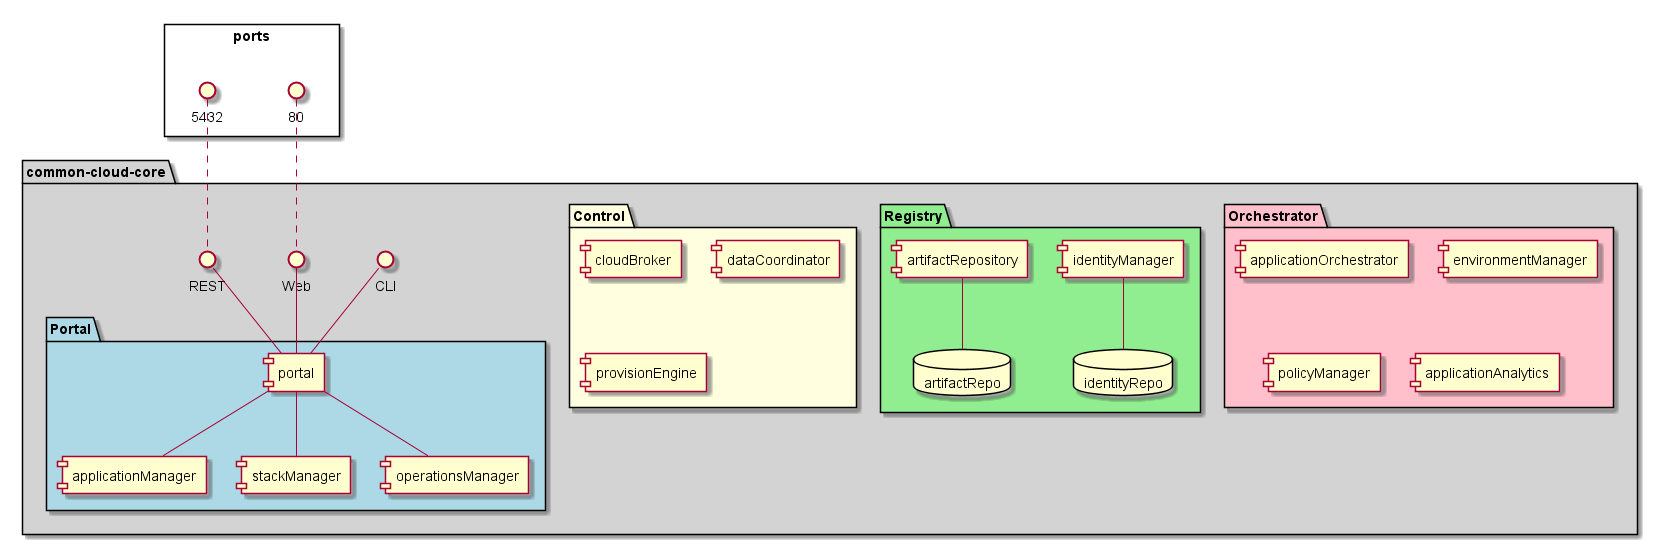 ports
5432
80
common-cloud-core
REST
Web
CLI
Portal
portal
applicationManager
stackManager
operationsManager
Control
cloudBroker
dataCoordinator
provisionEngine
Registry
artifactRepository
identityManager
artifactRepo
identityRepo
Orchestrator
applicationOrchestrator
environmentManager
policyManager
applicationAnalytics